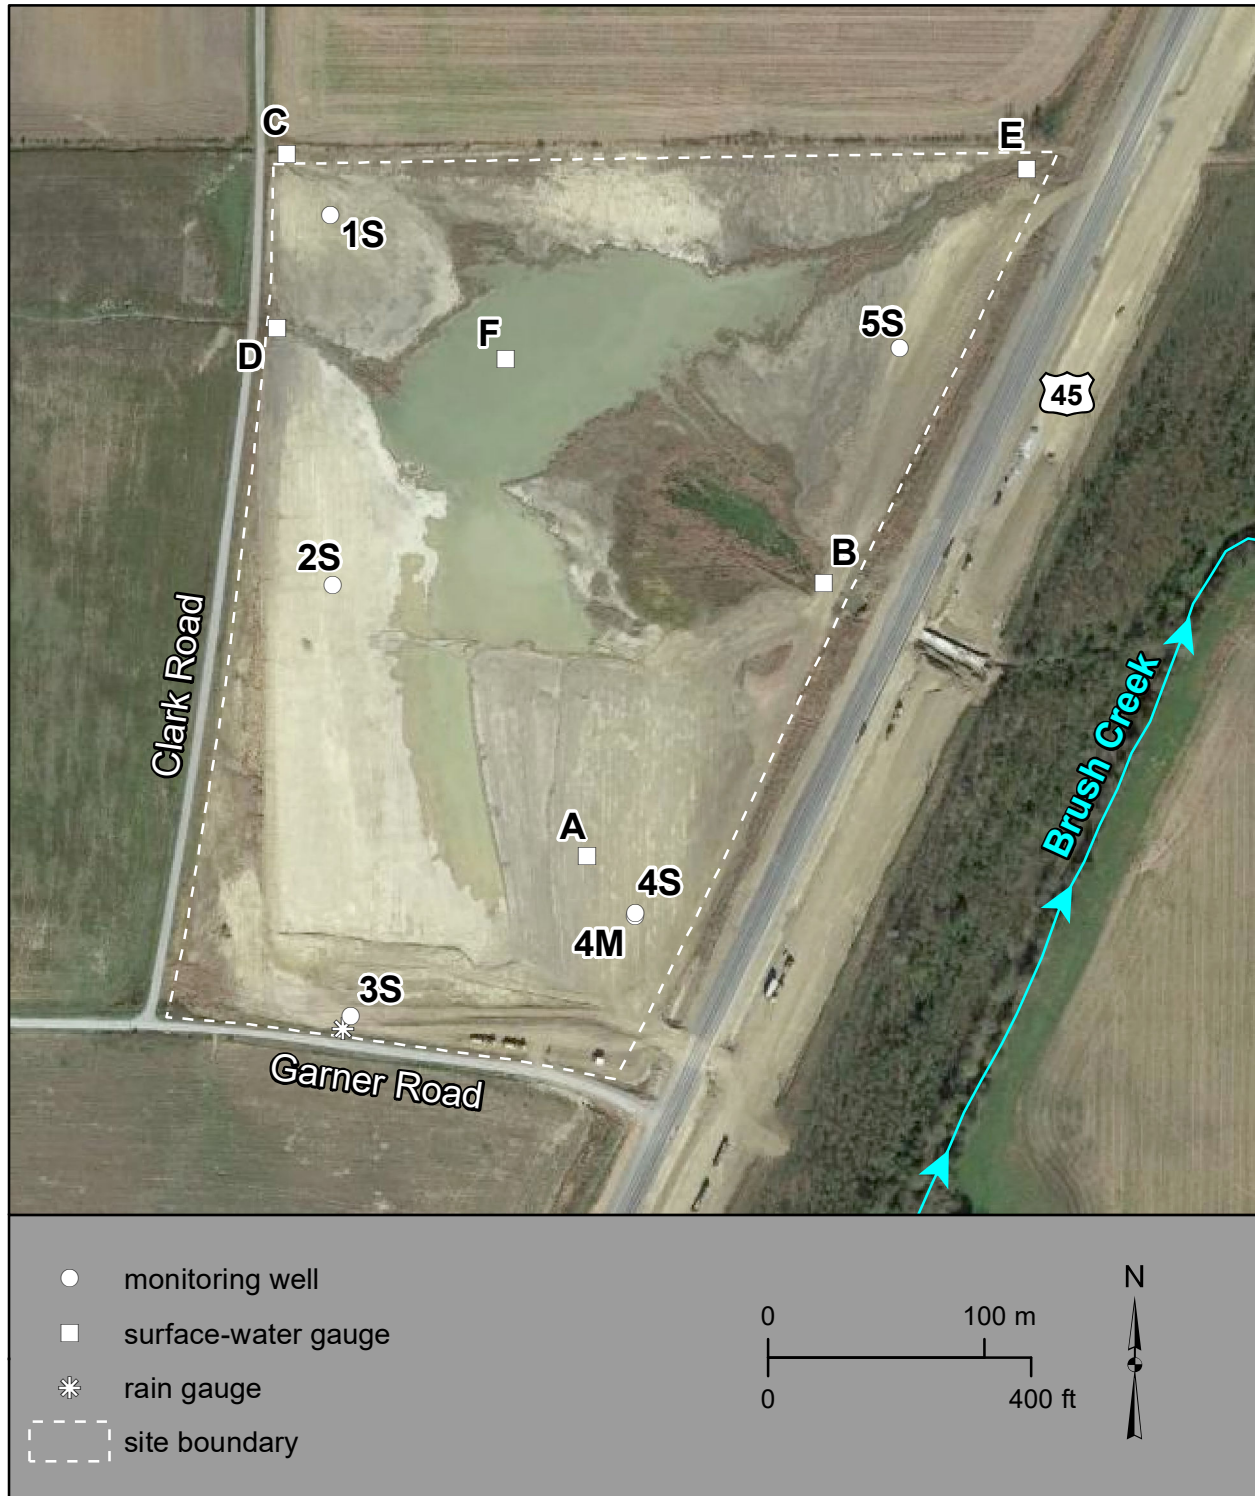 C
E
1S
F
5S
D
45
2S
B
Clark Road
Brush Creek
A
4S
4M
3S
Garner Road
monitoring well
surface-water gauge
rain gauge
site boundary
0 100 m
0 400 ft
N